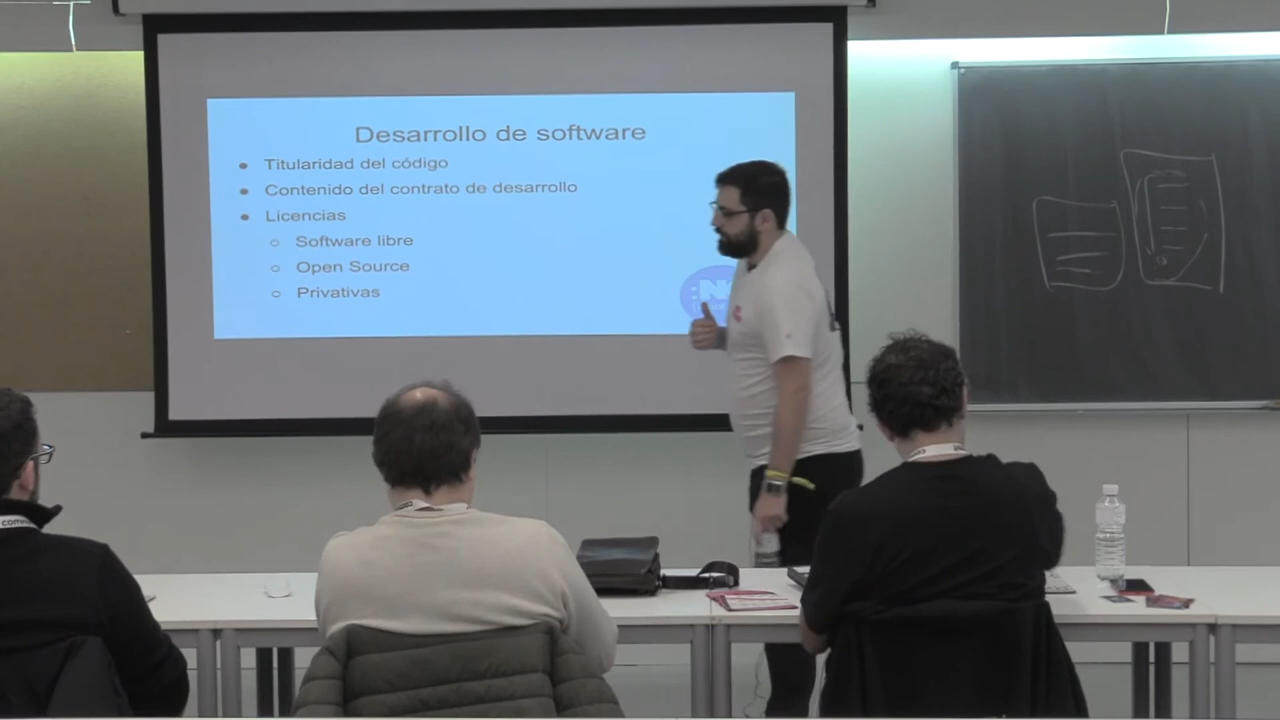 Desarrollo de software
Titularidad del código
Contenido del contrato de desarrollo
Licencias
Software libre
Open Source
Privativas